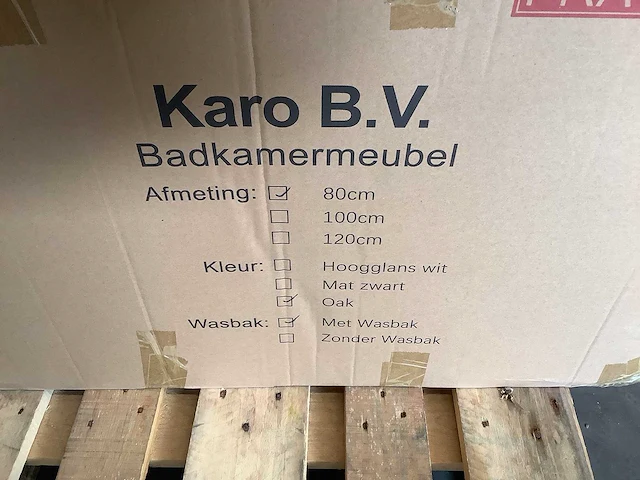 Karo B.V.
Badkamermeubel
Afmeting: ☑ 80cm
☐ 100cm
☐ 120cm
Kleur: ☐ Hoogglans wit
☐ Mat zwart
☑ Oak
Wasbak: ☑ Met Wasbak
☐ Zonder Wasbak